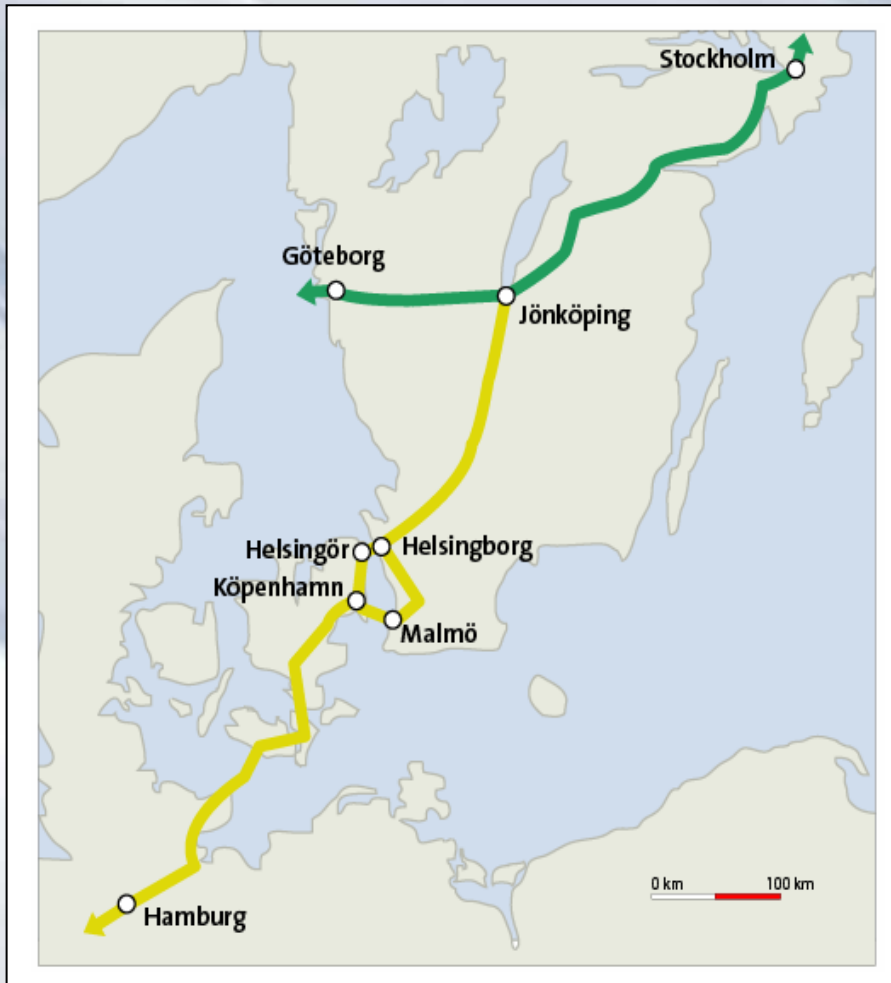 Stockholm
Göteborg
Jönköping
Helsingör
Helsingborg
Köpenhamn
Malmö
0 km 100 km
Hamburg